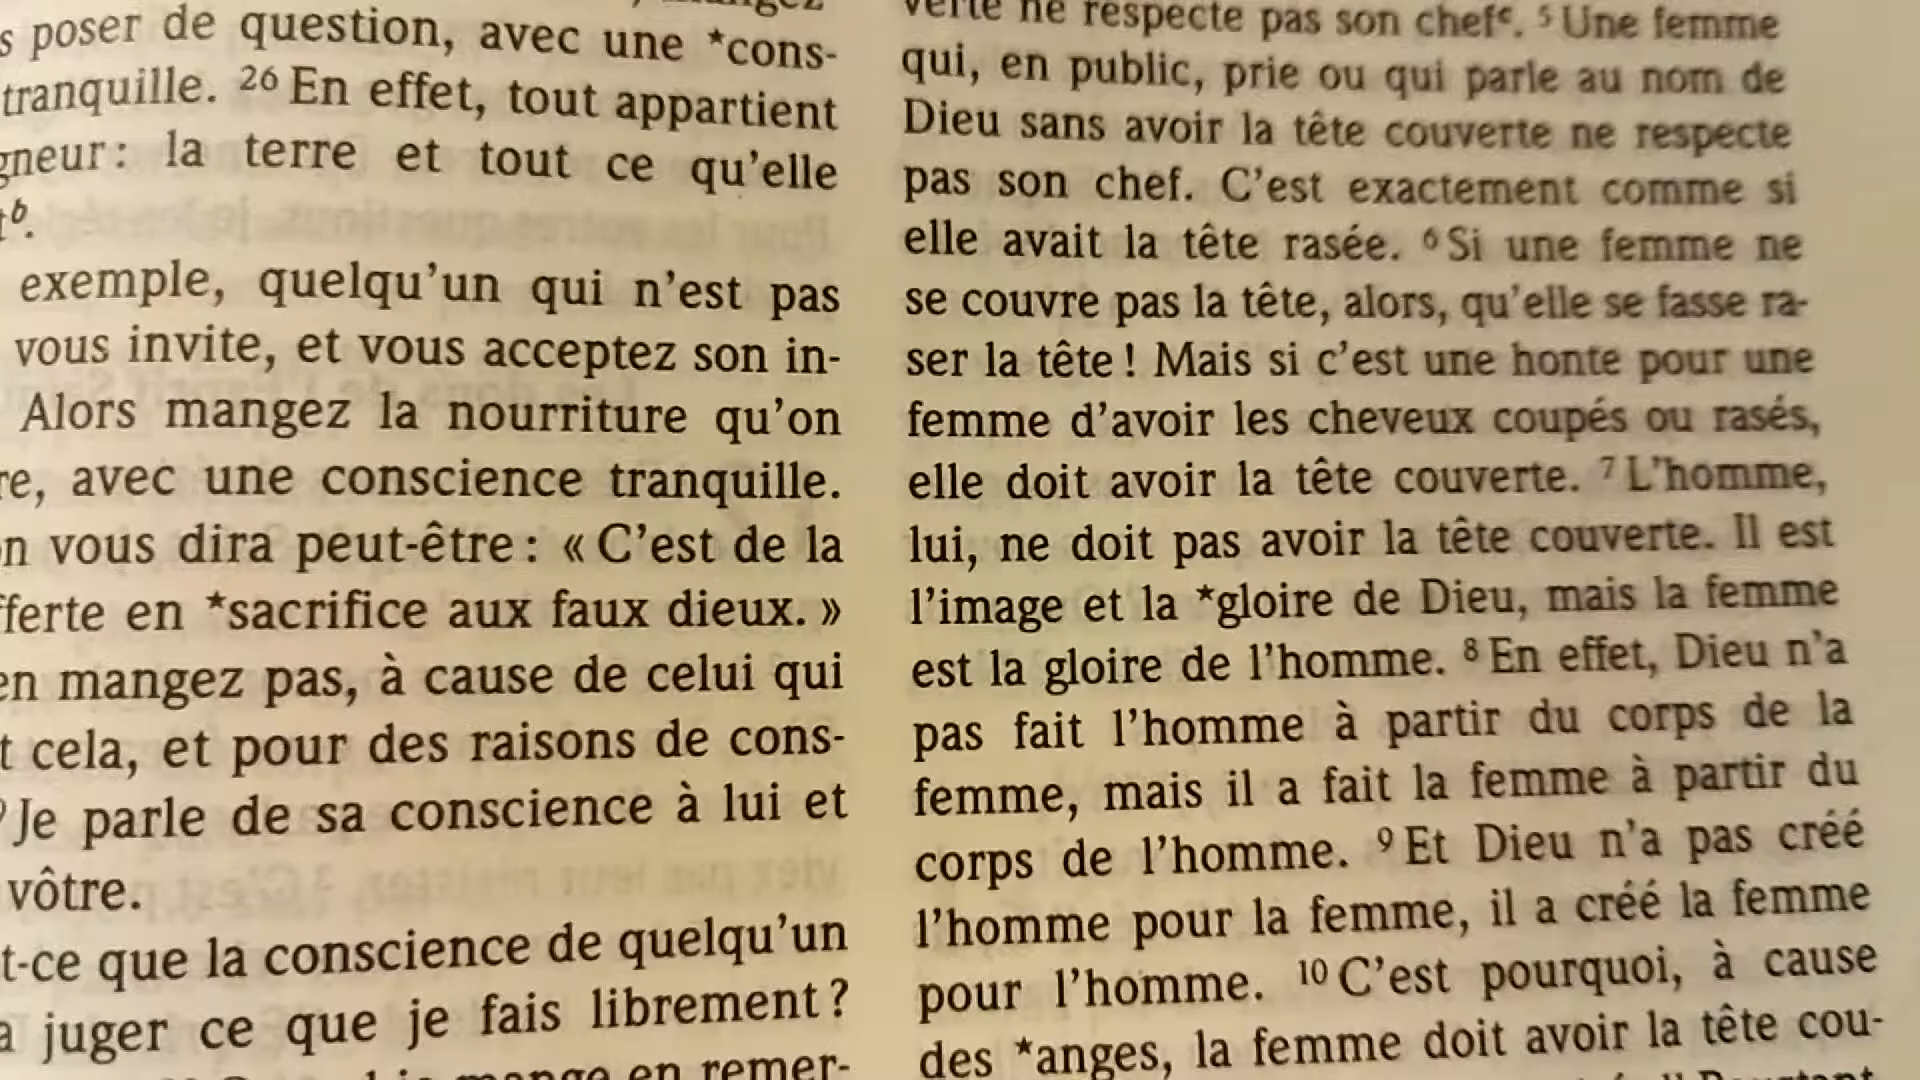 s poser de question, avec une *cons-
tranquille. 26 En effet, tout appartient
gneur : la terre et tout ce qu'elle
t b.
exemple, quelqu'un qui n'est pas
vous invite, et vous acceptez son in-
Alors mangez la nourriture qu'on
re, avec une conscience tranquille.
n vous dira peut-être : « C'est de la
fferte en *sacrifice aux faux dieux. »
en mangez pas, à cause de celui qui
t cela, et pour des raisons de cons-
Je parle de sa conscience à lui et
vôtre.
t-ce que la conscience de quelqu'un
a juger ce que je fais librement ?
mange en remer-
verte ne respecte pas son chef c. 5 Une femme
qui, en public, prie ou qui parle au nom de
Dieu sans avoir la tête couverte ne respecte
pas son chef. C'est exactement comme si
elle avait la tête rasée. 6 Si une femme ne
se couvre pas la tête, alors, qu'elle se fasse ra-
ser la tête ! Mais si c'est une honte pour une
femme d'avoir les cheveux coupés ou rasés,
elle doit avoir la tête couverte. 7 L'homme,
lui, ne doit pas avoir la tête couverte. Il est
l'image et la *gloire de Dieu, mais la femme
est la gloire de l'homme. 8 En effet, Dieu n'a
pas fait l'homme à partir du corps de la
femme, mais il a fait la femme à partir du
corps de l'homme. 9 Et Dieu n'a pas créé
l'homme pour la femme, il a créé la femme
pour l'homme. 10 C'est pourquoi, à cause
des *anges, la femme doit avoir la tête cou-